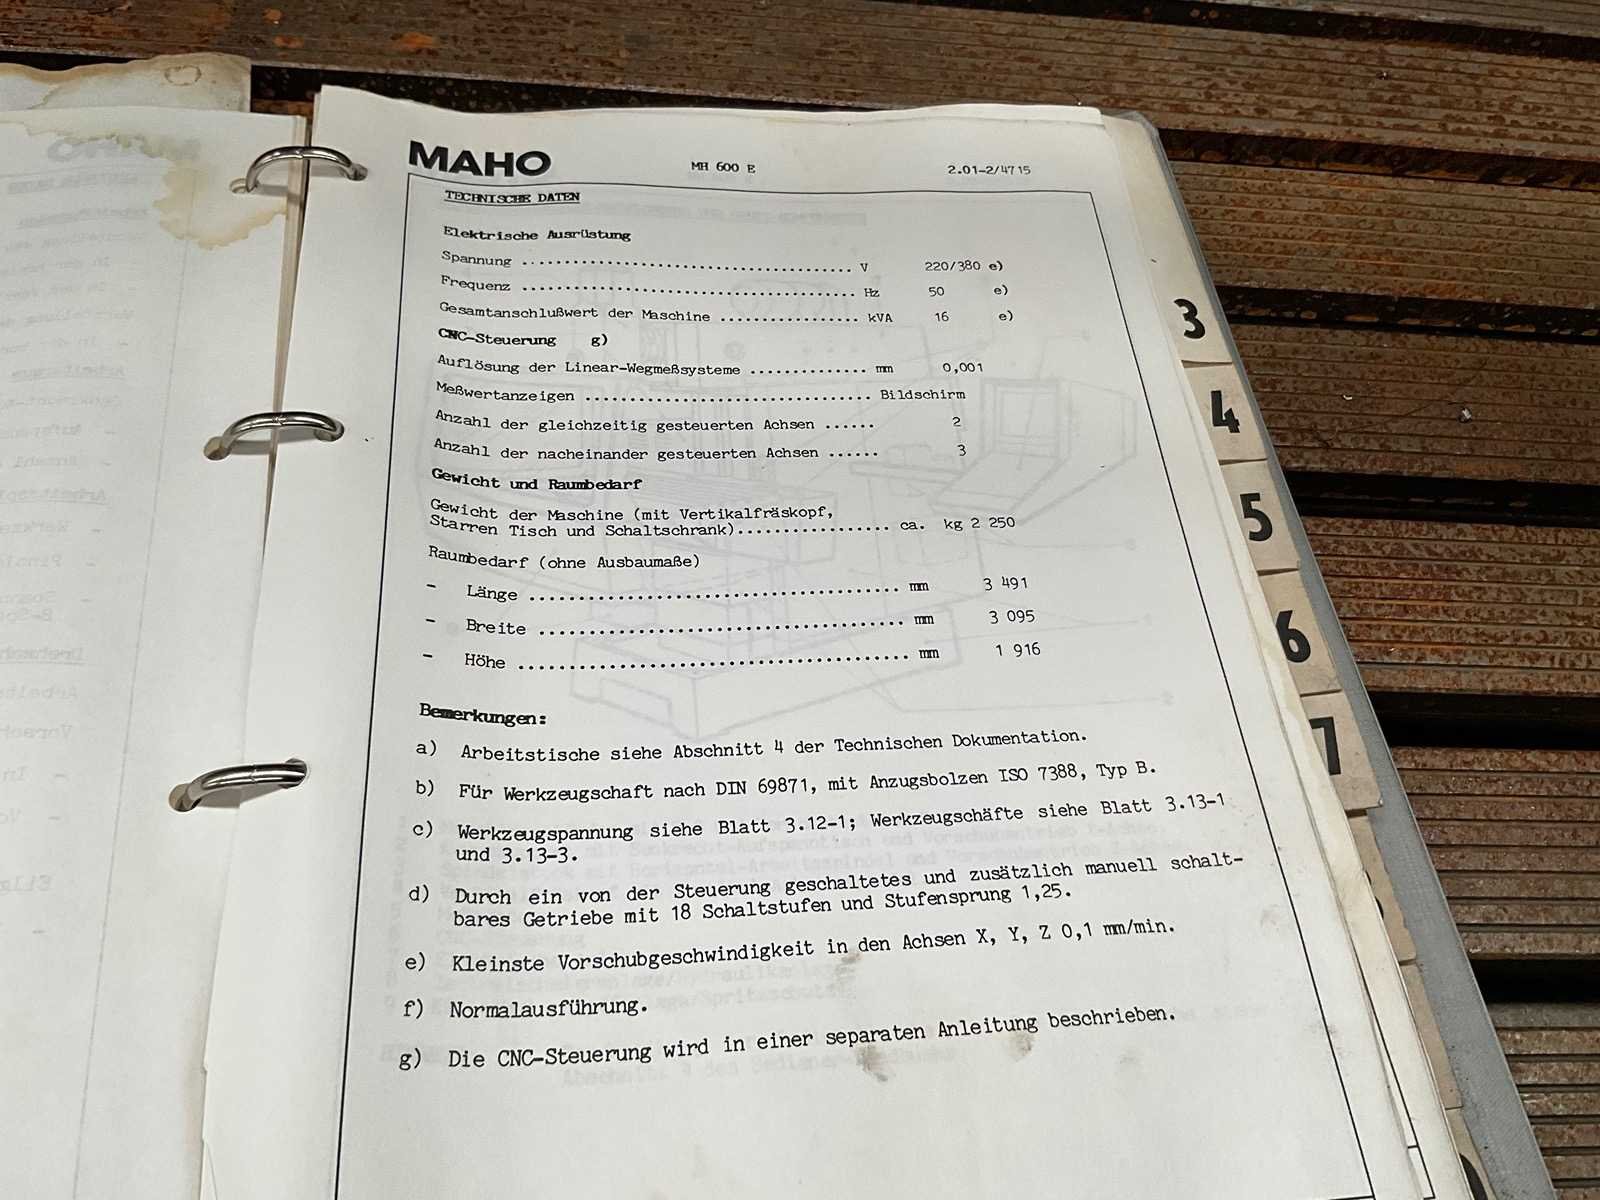 MAHO MH 600 E 2.01-2/4715
TECHNISCHE DATEN
Elektrische Ausrüstung
Spannung .................................... V 220/380 e)
Frequenz .................................... Hz 50 e)
Gesamtanschlußwert der Maschine ................. kVA 16 e)
CNC-Steuerung g)
Auflösung der Linear-Wegmeßsysteme .............. mm 0,001
Meßwertanzeigen .................................. Bildschirm
Anzahl der gleichzeitig gesteuerten Achsen ...... 2
Anzahl der nacheinander gesteuerten Achsen ...... 3
Gewicht und Raumbedarf
Gewicht der Maschine (mit Vertikalfräskopf,
Starren Tisch und Schaltschrank)................. ca. kg 2 250
Raumbedarf (ohne Ausbaumaße)
- Länge ........................................ mm 3 491
- Breite ....................................... mm 3 095
- Höhe ......................................... mm 1 916
Bemerkungen:
a) Arbeitstische siehe Abschnitt 4 der Technischen Dokumentation.
b) Für Werkzeugschaft nach DIN 69871, mit Anzugsbolzen ISO 7388, Typ B.
c) Werkzeugspannung siehe Blatt 3.12-1; Werkzeugschäfte siehe Blatt 3.13-1
und 3.13-3.
d) Durch ein von der Steuerung geschaltetes und zusätzlich manuell schalt-
bares Getriebe mit 18 Schaltstufen und Stufensprung 1,25.
e) Kleinste Vorschubgeschwindigkeit in den Achsen X, Y, Z 0,1 mm/min.
f) Normalausführung.
g) Die CNC-Steuerung wird in einer separaten Anleitung beschrieben.
3
4
5
6
7